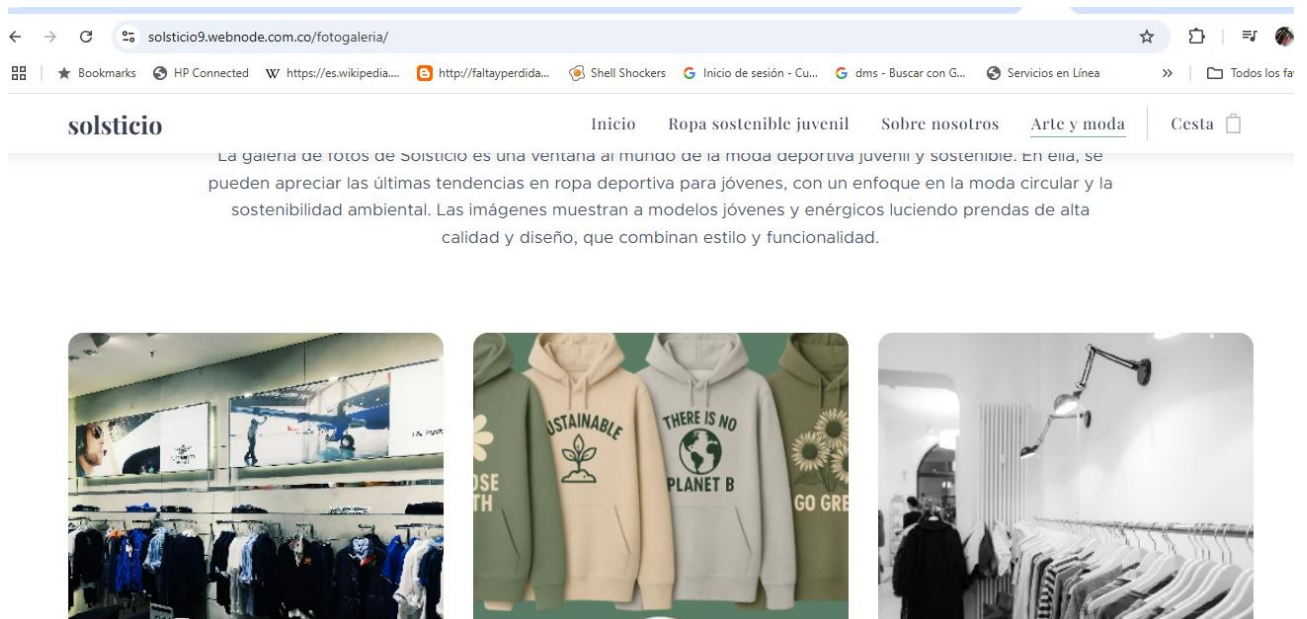 solsticio9.webnode.com.co/fotogaleria/
Bookmarks HP Connected W https://es.wikipedia.... http://faltayperdida... Shell Shockers Inicio de sesión - Cu... dms - Buscar con G... Servicios en Línea » Todos los fav
solsticio Inicio Ropa sostenible juvenil Sobre nosotros Arte y moda Cesta
La galería de fotos de Solsticio es una ventana al mundo de la moda deportiva juvenil y sostenible. En ella, se
pueden apreciar las últimas tendencias en ropa deportiva para jóvenes, con un enfoque en la moda circular y la
sostenibilidad ambiental. Las imágenes muestran a modelos jóvenes y enérgicos luciendo prendas de alta
calidad y diseño, que combinan estilo y funcionalidad.
OSE
TH
USTAINABLE
THERE IS NO
PLANET B
GO GRE